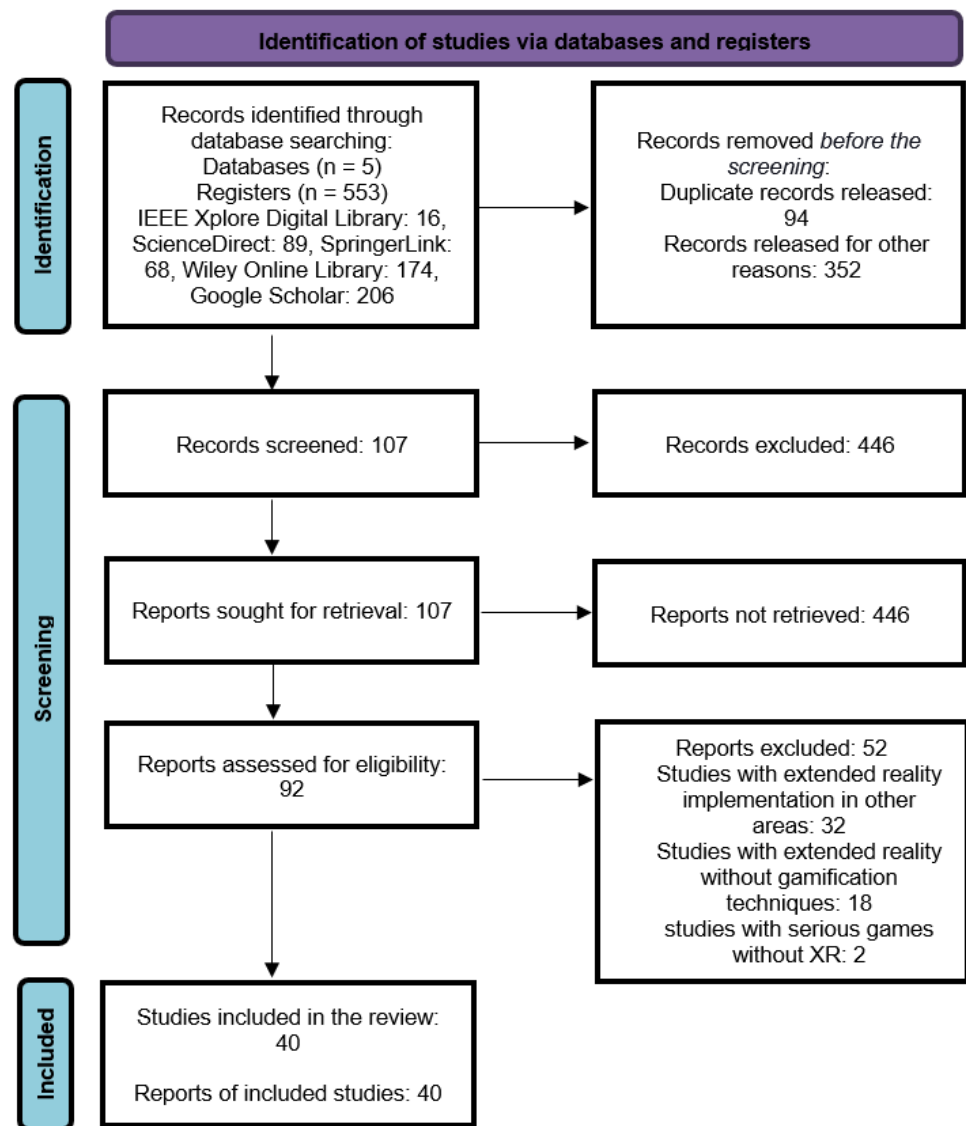 Identification of studies via databases and registers
Identification
Records identified through
database searching:
Databases (n = 5)
Registers (n = 553)
IEEE Xplore Digital Library: 16,
ScienceDirect: 89, SpringerLink:
68, Wiley Online Library: 174,
Google Scholar: 206
Records removed before the
screening:
Duplicate records released:
94
Records released for other
reasons: 352
Screening
Records screened: 107
Records excluded: 446
Reports sought for retrieval: 107
Reports not retrieved: 446
Reports assessed for eligibility:
92
Reports excluded: 52
Studies with extended reality
implementation in other
areas: 32
Studies with extended reality
without gamification
techniques: 18
studies with serious games
without XR: 2
Included
Studies included in the review:
40
Reports of included studies: 40